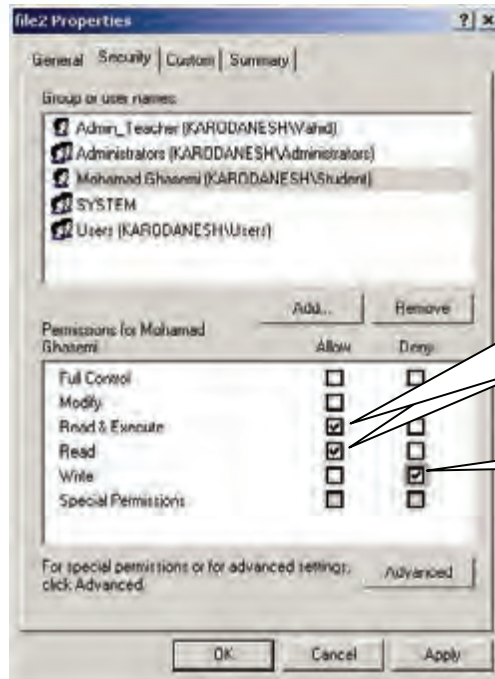 file2 Properties
General Security Custom Summary
Group or user names:
Admin_Teacher (KARODANESH\Vahid)
Administrators (KARODANESH\Administrators)
Mohamad Ghasemi (KARODANESH\Student)
SYSTEM
Users (KARODANESH\Users)
Add... Remove
Permissions for Mohamad
Ghasemi Allow Deny
Full Control
Modify
Read & Execute
Read
Write
Special Permissions
For special permissions or for advanced settings,
click Advanced. Advanced
OK Cancel Apply